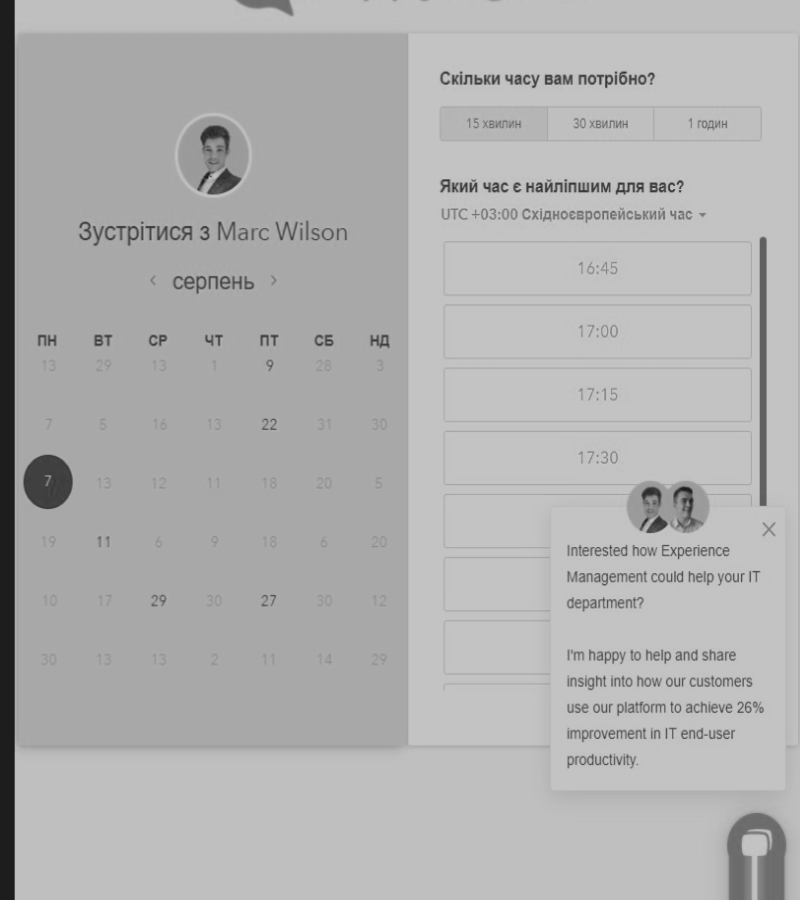 Скільки часу вам потрібно?
15 хвилин 30 хвилин 1 годин
Який час є найліпшим для вас?
UTC +03:00 Східноєвропейський час
Зустрітися з Marc Wilson
серпень
ПН ВТ СР ЧТ ПТ СБ НД
13 29 13 1 9 28 3
7 5 16 13 22 31 30
7 13 12 11 18 20 5
19 11 6 9 18 6 20
10 17 29 30 27 30 12
30 13 13 2 11 14 29
16:45
17:00
17:15
17:30
Interested how Experience
Management could help your IT
department?
I'm happy to help and share
insight into how our customers
use our platform to achieve 26%
improvement in IT end-user
productivity.